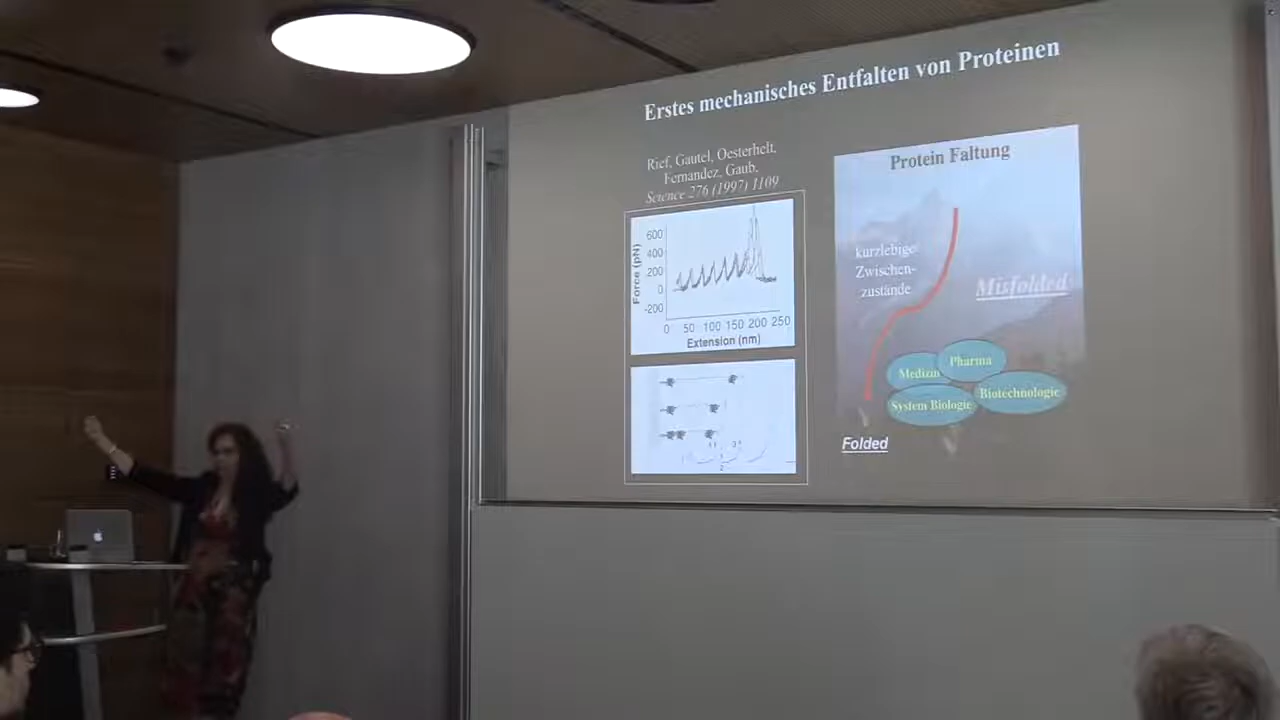 Erstes mechanisches Entfalten von Proteinen
Rief, Gautel, Oesterhelt,
Fernandez, Gaub,
Science 276 (1997) 1109
Force (pN)
600
400
200
0
-200
0 50 100 150 200 250
Extension (nm)
Protein Faltung
kurzlebige
Zwischen-
zustände
Misfolded
Medizin
Pharma
System Biologie
Biotechnologie
Folded